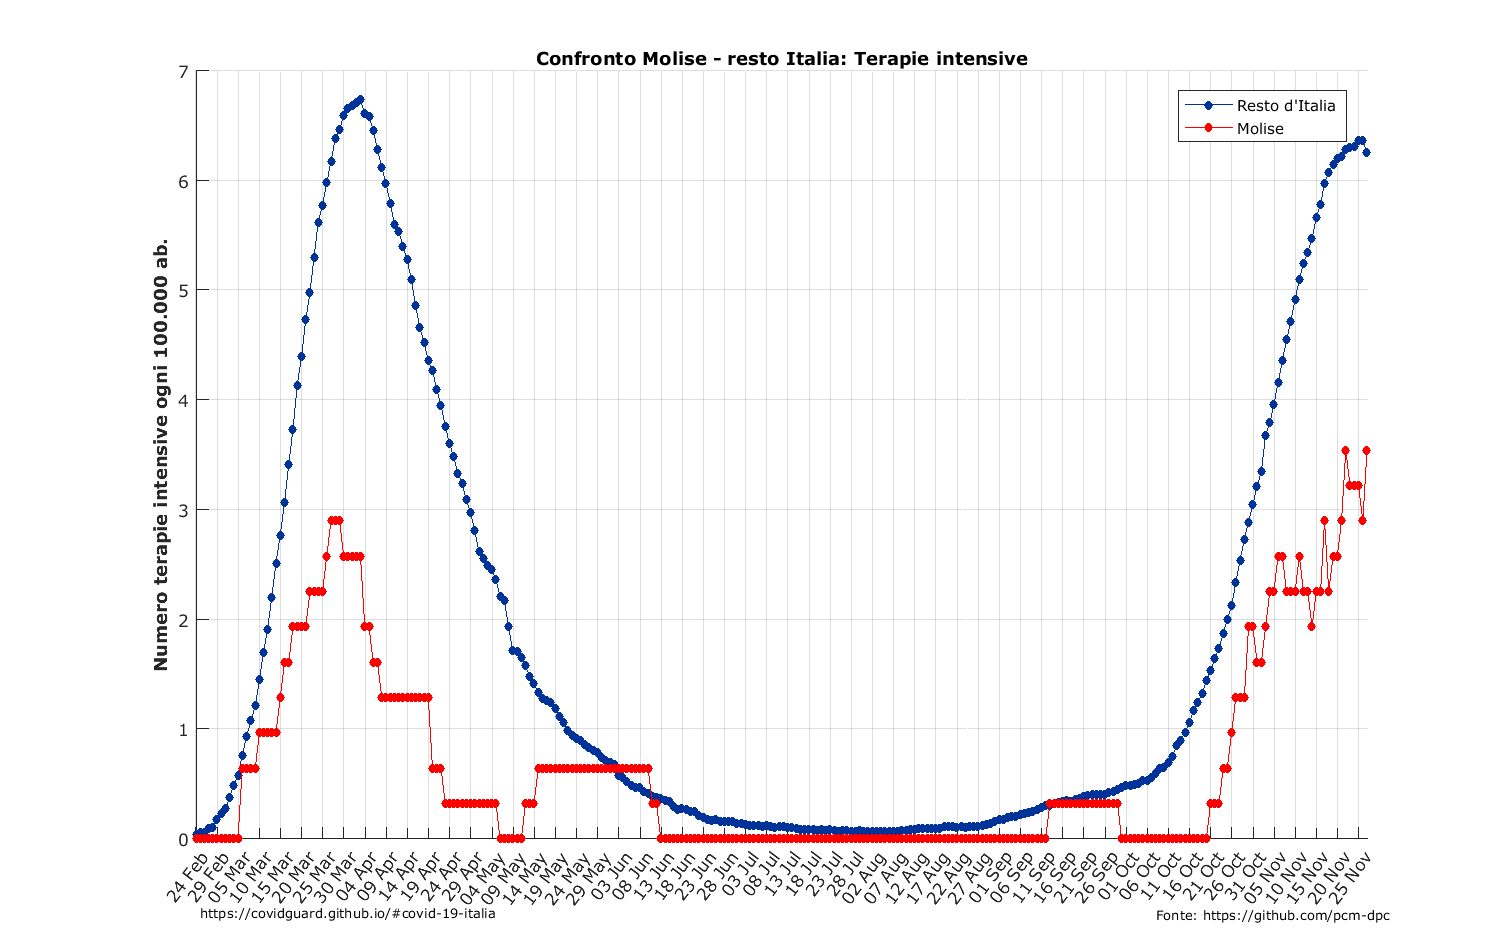 Confronto Molise - resto Italia: Terapie intensive
Resto d'Italia
Molise
Numero terapie intensive ogni 100.000 ab.
7
6
5
4
3
2
1
0
24 Feb
29 Feb
05 Mar
10 Mar
15 Mar
20 Mar
25 Mar
30 Mar
04 Apr
09 Apr
14 Apr
19 Apr
24 Apr
29 Apr
04 May
09 May
14 May
19 May
24 May
29 May
03 Jun
08 Jun
13 Jun
18 Jun
23 Jun
28 Jun
03 Jul
08 Jul
13 Jul
18 Jul
23 Jul
28 Jul
02 Aug
07 Aug
12 Aug
17 Aug
22 Aug
27 Aug
01 Sep
06 Sep
11 Sep
16 Sep
21 Sep
26 Sep
01 Oct
06 Oct
11 Oct
16 Oct
21 Oct
26 Oct
31 Oct
05 Nov
10 Nov
15 Nov
20 Nov
25 Nov
https://covidguard.github.io/#covid-19-italia
Fonte: https://github.com/pcm-dpc